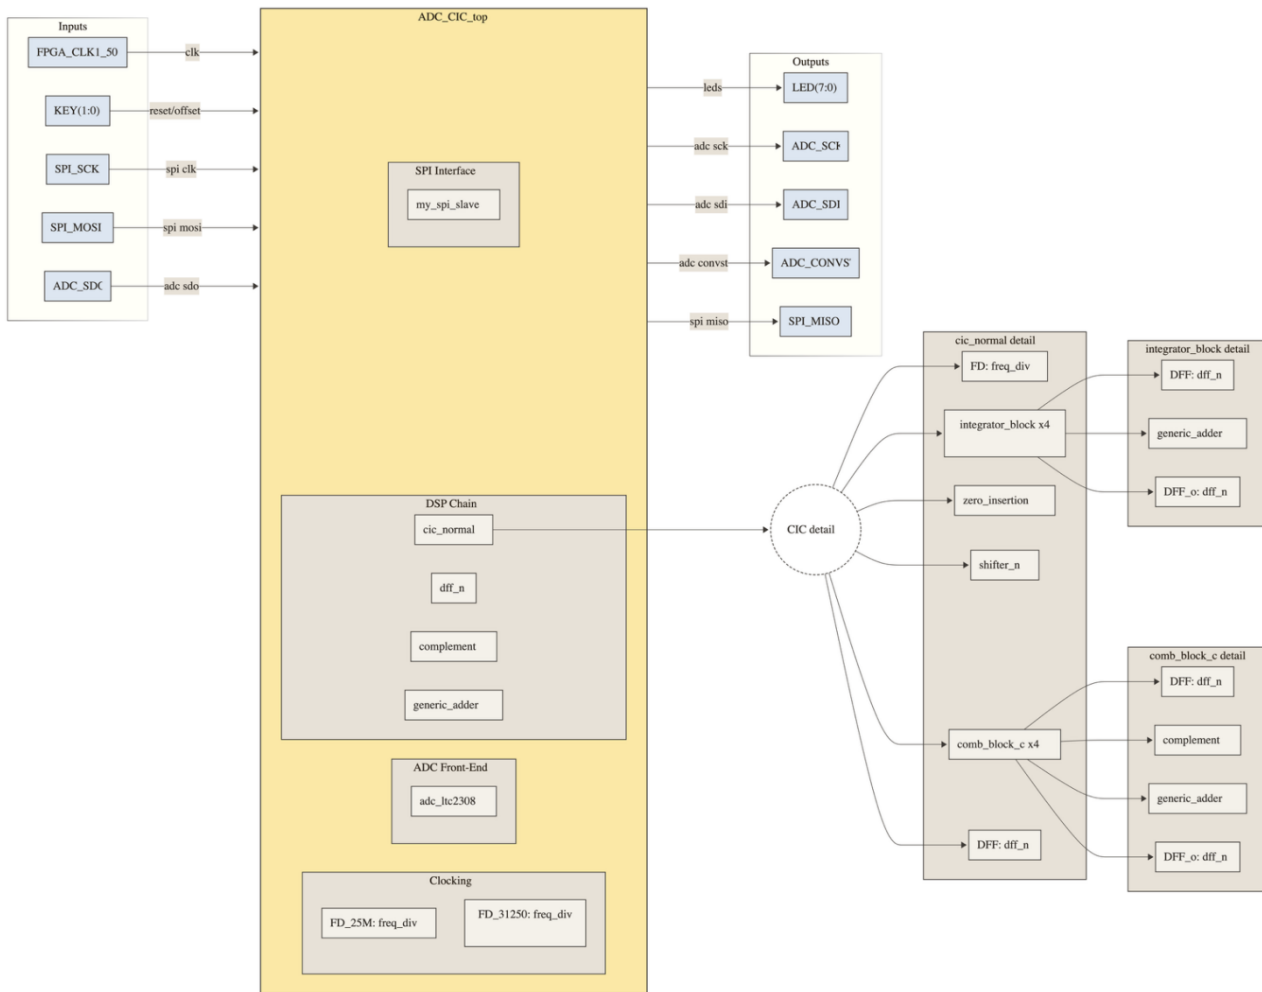 Inputs
FPGA_CLK1_50
clk
KEY(1:0)
reset/offset
SPI_SCK
spi clk
SPI_MOSI
spi mosi
ADC_SDO
adc sdo
ADC_CIC_top
SPI Interface
my_spi_slave
DSP Chain
cic_normal
dff_n
complement
generic_adder
ADC Front-End
adc_ltc2308
Clocking
FD_25M: freq_div
FD_31250: freq_div
Outputs
leds
LED(7:0)
adc sck
ADC_SCK
adc sdi
ADC_SDI
adc convst
ADC_CONVS
spi miso
SPI_MISO
CIC detail
cic_normal detail
FD: freq_div
integrator_block x4
zero_insertion
shifter_n
comb_block_c x4
DFF: dff_n
integrator_block detail
DFF: dff_n
generic_adder
DFF_o: dff_n
comb_block_c detail
DFF: dff_n
complement
generic_adder
DFF_o: dff_n